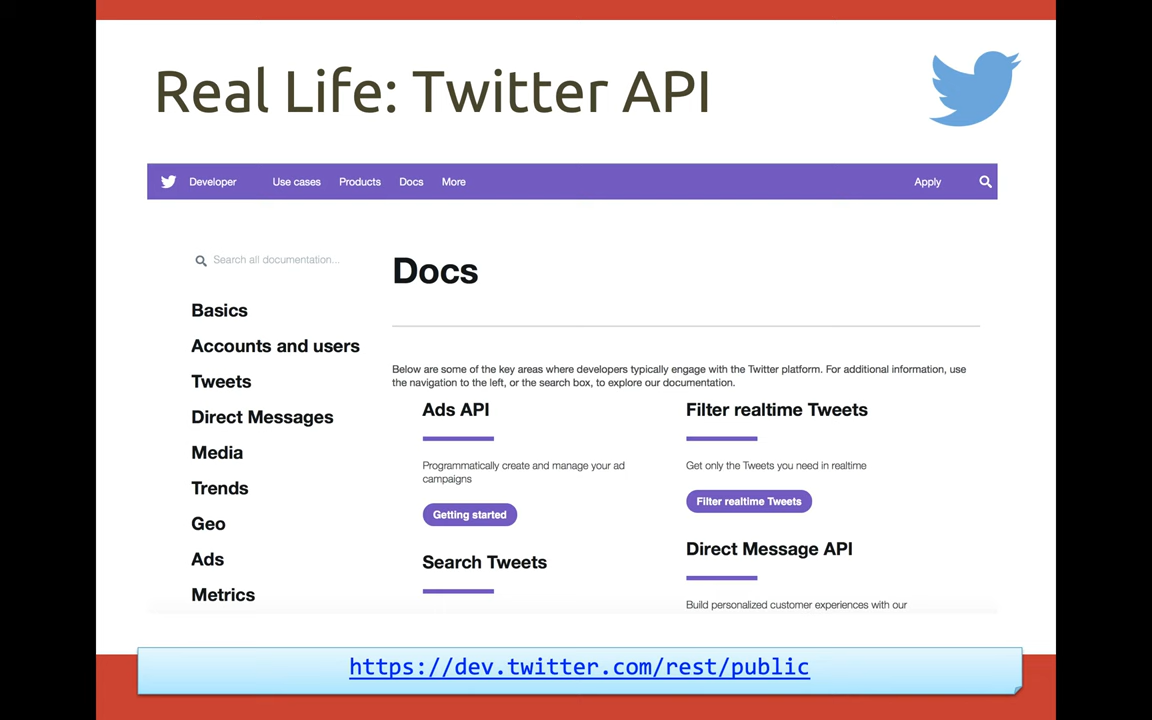 Real Life: Twitter API
Developer Use cases Products Docs More Apply
Search all documentation...
Basics
Accounts and users
Tweets
Direct Messages
Media
Trends
Geo
Ads
Metrics
Docs
Below are some of the key areas where developers typically engage with the Twitter platform. For additional information, use
the navigation to the left, or the search box, to explore our documentation.
Ads API
Programmatically create and manage your ad
campaigns
Getting started
Search Tweets
Filter realtime Tweets
Get only the Tweets you need in realtime
Filter realtime Tweets
Direct Message API
Build personalized customer experiences with our
https://dev.twitter.com/rest/public